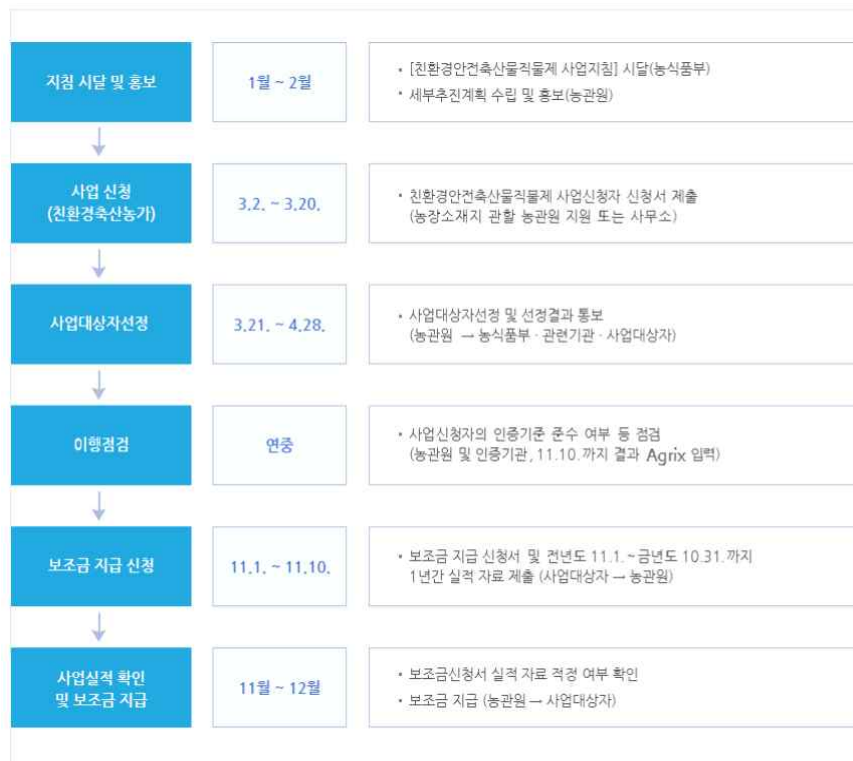 지침 시달 및 홍보
1월 ~ 2월
• [친환경안전축산물직물제 사업지침] 시달(농식품부)
• 세부추진계획 수립 및 홍보(농관원)
사업 신청
(친환경축산농가)
3.2. ~ 3.20.
• 친환경안전축산물직물제 사업신청자 신청서 제출
(농장소재지 관할 농관원 지원 또는 사무소)
사업대상자선정
3.21. ~ 4.28.
• 사업대상자선정 및 선정결과 통보
(농관원 → 농식품부 · 관련기관 · 사업대상자)
이행점검
연중
• 사업신청자의 인증기준 준수 여부 등 점검
(농관원 및 인증기관, 11.10.까지 결과 Agrix 입력)
보조금 지급 신청
11.1. ~ 11.10.
• 보조금 지급 신청서 및 전년도 11.1.~금년도 10.31.까지
1년간 실적 자료 제출 (사업대상자 → 농관원)
사업실적 확인
및 보조금 지급
11월 ~ 12월
• 보조금신청서 실적 자료 적정 여부 확인
• 보조금 지급 (농관원 → 사업대상자)